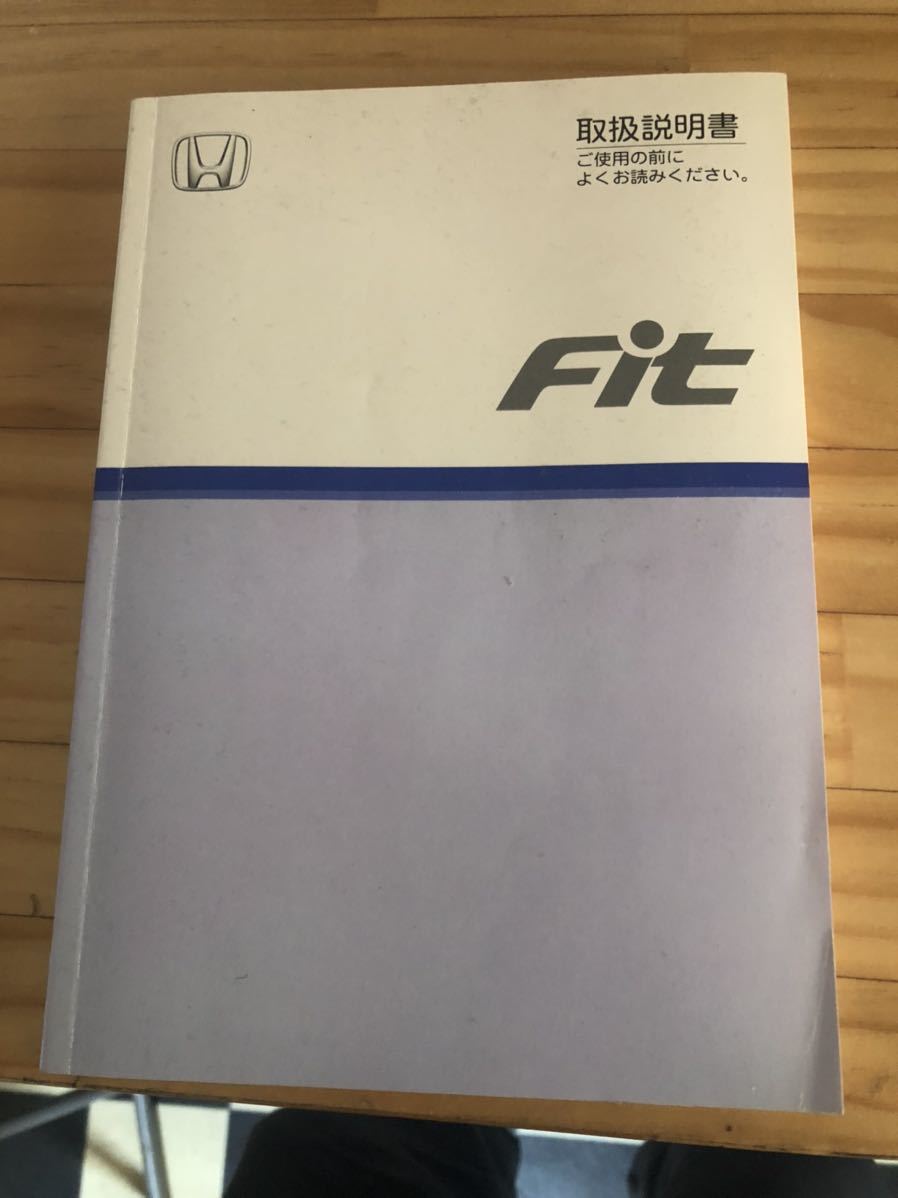 取扱説明書
ご使用の前に
よくお読みください。
Fit